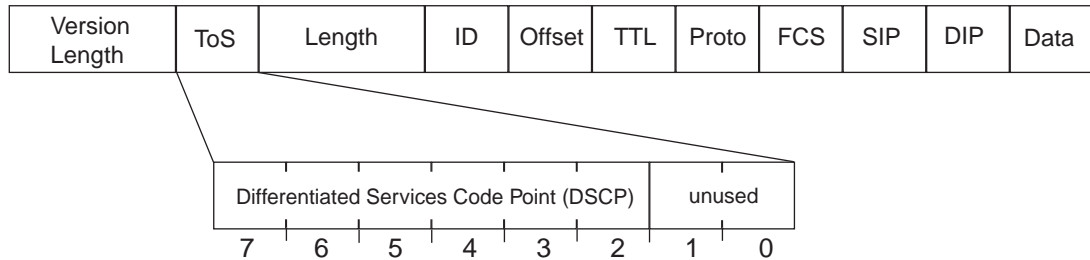 Version Length ToS Length ID Offset TTL Proto FCS SIP DIP Data
Differentiated Services Code Point (DSCP) unused
7 6 5 4 3 2 1 0